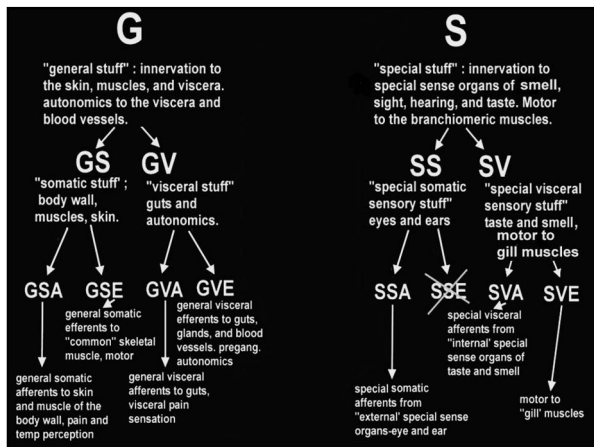 G
"general stuff" : innervation to
the skin, muscles, and viscera.
autonomics to the viscera and
blood vessels.
GS
GV
"somatic stuff' ;
body wall,
muscles, skin.
"visceral stuff"
guts and
autonomics.
GSA
GSE
GVA
GVE
general somatic
efferents to
"common" skeletal
muscle, motor
general visceral
efferents to guts,
glands, and blood
vessels. pregang.
autonomics
general somatic
afferents to skin
and muscle of the
body wall, pain and
temp perception
general visceral
afferents to guts,
visceral pain
sensation
S
"special stuff" : innervation to
special sense organs of smell,
sight, hearing, and taste. Motor
to the branchiomeric muscles.
SS
SV
"special somatic
sensory stuff"
eyes and ears
"special visceral
sensory stuff"
taste and smell,
motor to
gill muscles
SSA
SSE
SVA
SVE
special visceral
afferents from
"internal' special
sense organs of
taste and smell
special somatic
afferents from
"external' special sense
organs-eye and ear
motor to
"gill' muscles